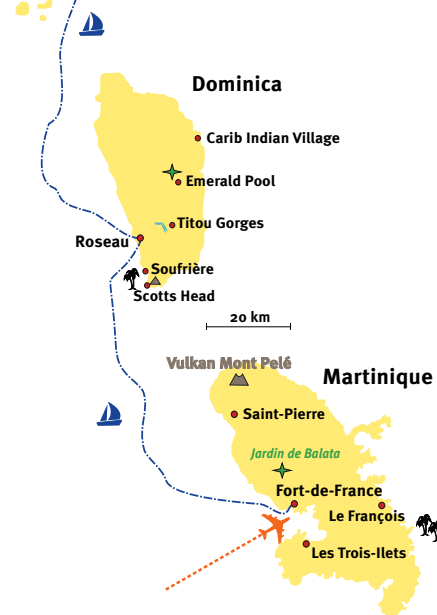 Dominica
Carib Indian Village
Emerald Pool
Titou Gorges
Roseau
Soufrière
Scotts Head
20 km
Vulkan Mont Pelé
Martinique
Saint-Pierre
Jardin de Balata
Fort-de-France
Le François
Les Trois-Ilets